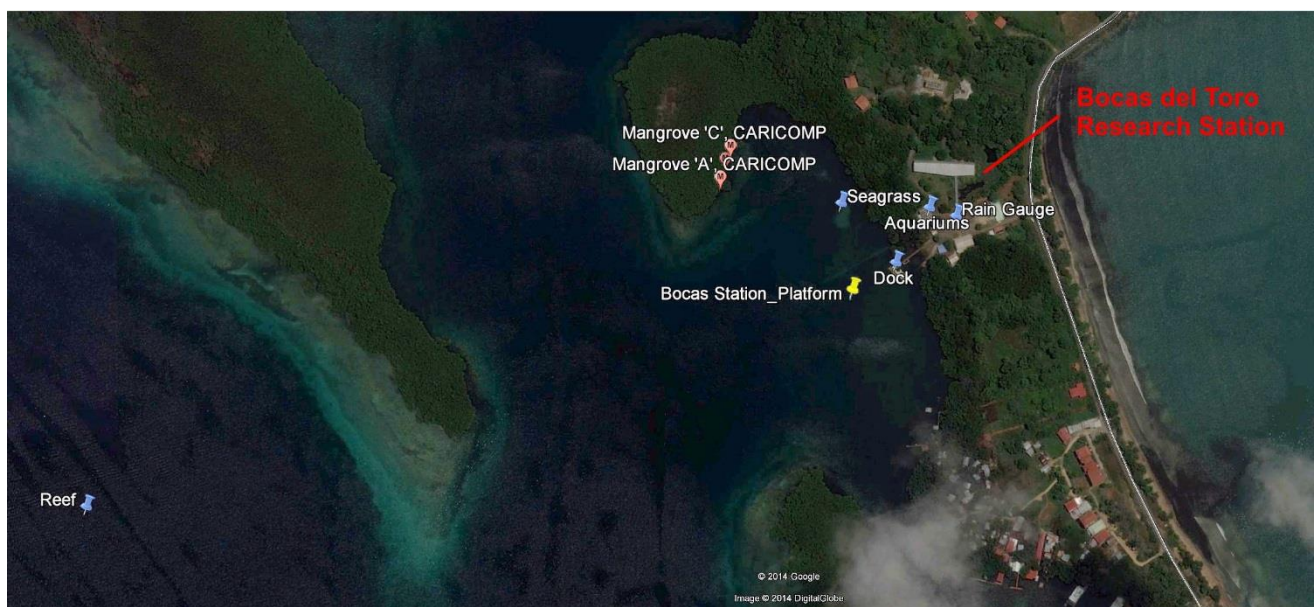 Bocas del Toro
Research Station
Mangrove 'C', CARICOMP
Mangrove 'A', CARICOMP
Seagrass
Rain Gauge
Aquariums
Dock
Bocas Station_Platform
Reef
© 2014 Google
Image © 2014 DigitalGlobe